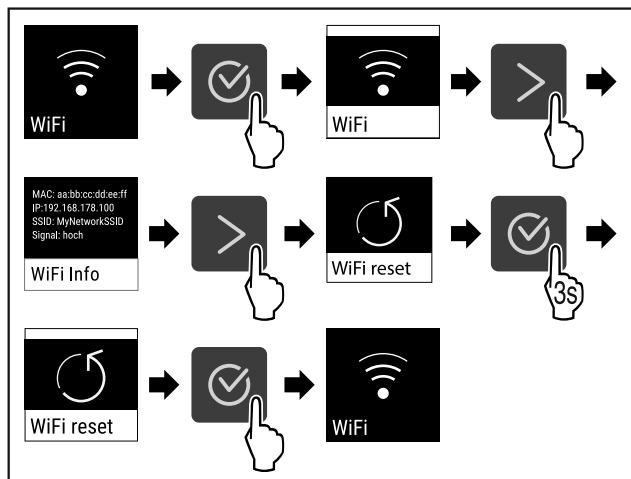 WiFi
WiFi
MAC: aa:bb:cc:dd:ee:ff
IP:192.168.178.100
SSID: MyNetworkSSID
Signal: hoch
WiFi Info
WiFi reset
3s
WiFi reset
WiFi